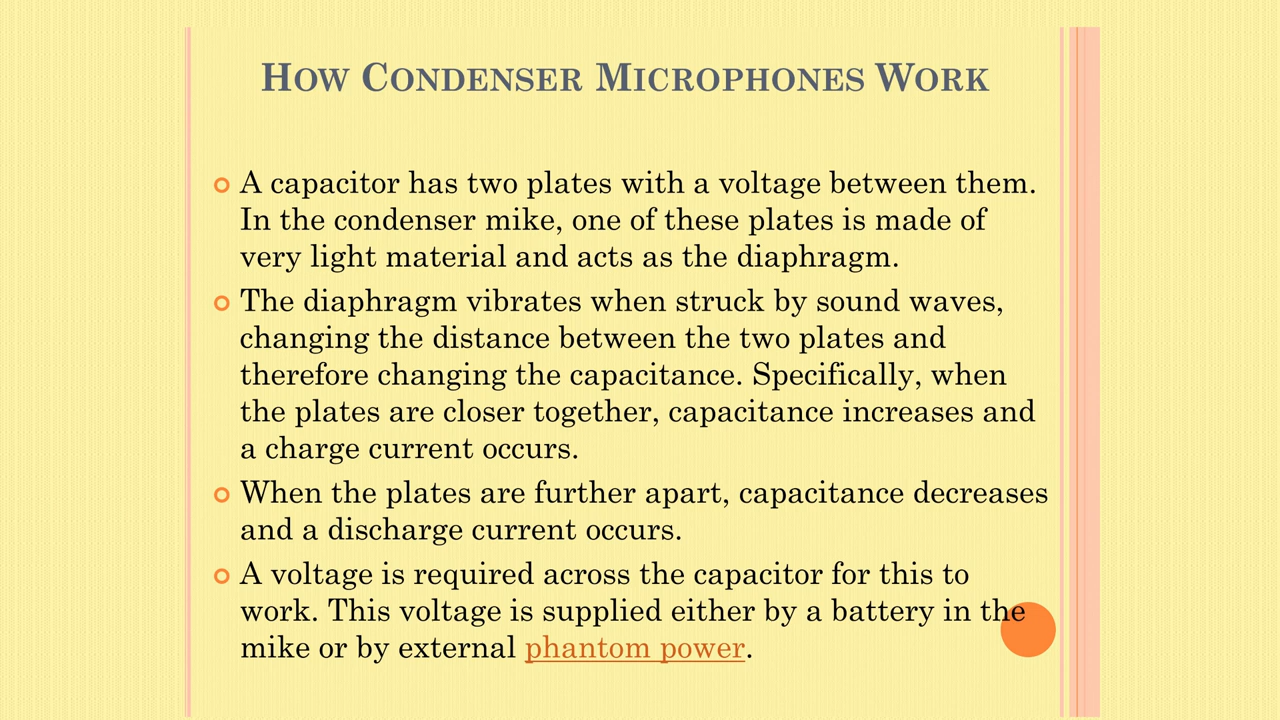 How Condenser Microphones Work
A capacitor has two plates with a voltage between them.
In the condenser mike, one of these plates is made of
very light material and acts as the diaphragm.
The diaphragm vibrates when struck by sound waves,
changing the distance between the two plates and
therefore changing the capacitance. Specifically, when
the plates are closer together, capacitance increases and
a charge current occurs.
When the plates are further apart, capacitance decreases
and a discharge current occurs.
A voltage is required across the capacitor for this to
work. This voltage is supplied either by a battery in the
mike or by external phantom power.